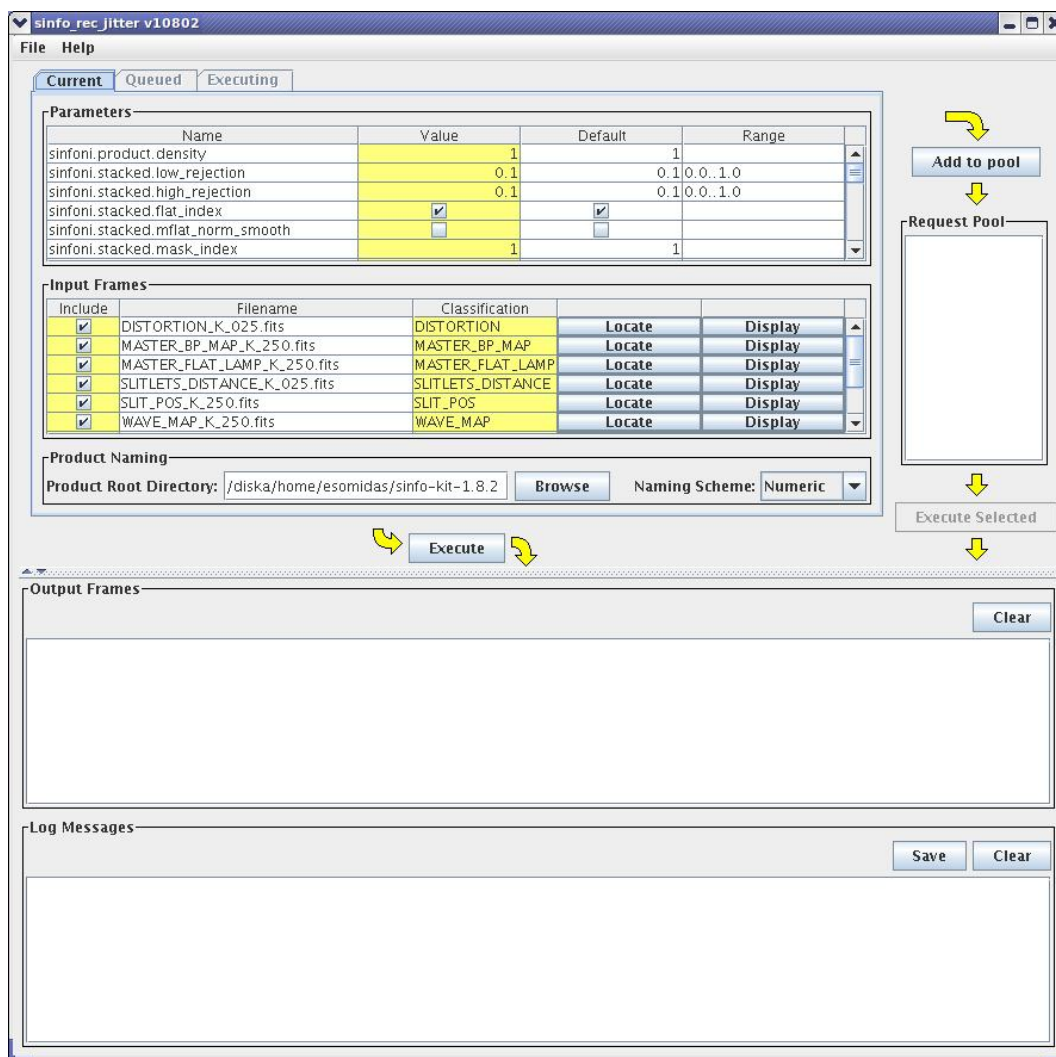 sinfo_rec_jitter v10802
File Help
Current Queued Executing
Parameters
Name Value Default Range
sinfoni.product.density 1 1
sinfoni.stacked.low_rejection 0.1 0.1 0.0..1.0
sinfoni.stacked.high_rejection 0.1 0.1 0.0..1.0
sinfoni.stacked.flat_index
sinfoni.stacked.mflat_norm_smooth
sinfoni.stacked.mask_index 1 1
Input Frames
Include Filename Classification
DISTORTION_K_025.fits DISTORTION Locate Display
MASTER_BP_MAP_K_250.fits MASTER_BP_MAP Locate Display
MASTER_FLAT_LAMP_K_250.fits MASTER_FLAT_LAMP Locate Display
SLITLETS_DISTANCE_K_025.fits SLITLETS_DISTANCE Locate Display
SLIT_POS_K_250.fits SLIT_POS Locate Display
WAVE_MAP_K_250.fits WAVE_MAP Locate Display
Product Naming
Product Root Directory: /diska/home/esomidas/sinfo-kit-1.8.2 Browse Naming Scheme: Numeric
Execute
Add to pool
Request Pool
Execute Selected
Output Frames
Clear
Log Messages
Save Clear